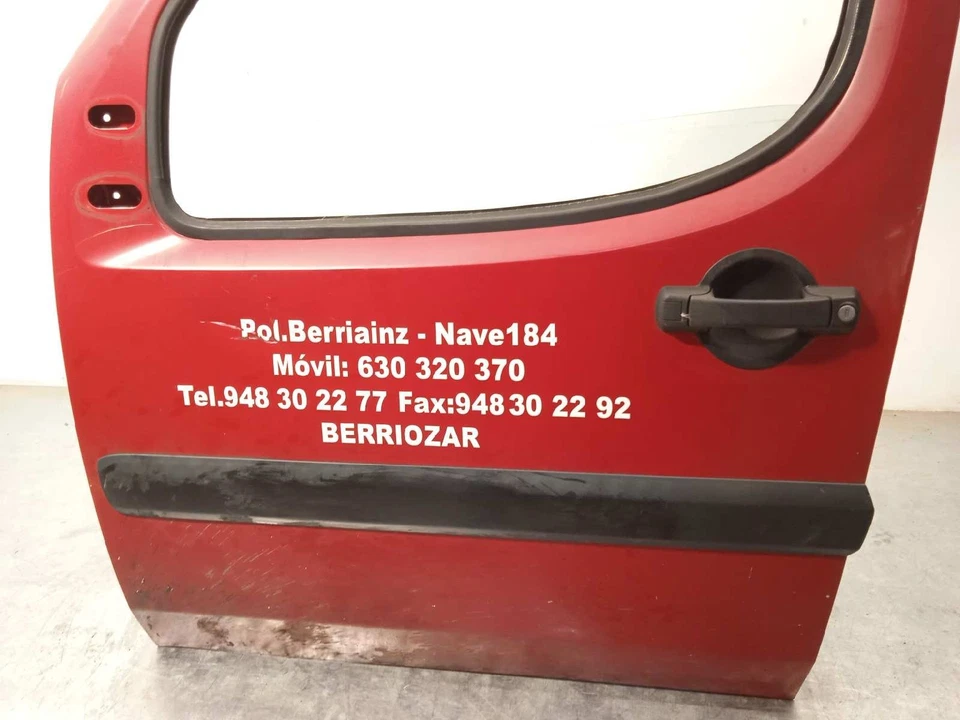 Pol.Berriainz - Nave184
Móvil: 630 320 370
Tel.948 30 22 77 Fax:948 30 22 92
BERRIOZAR